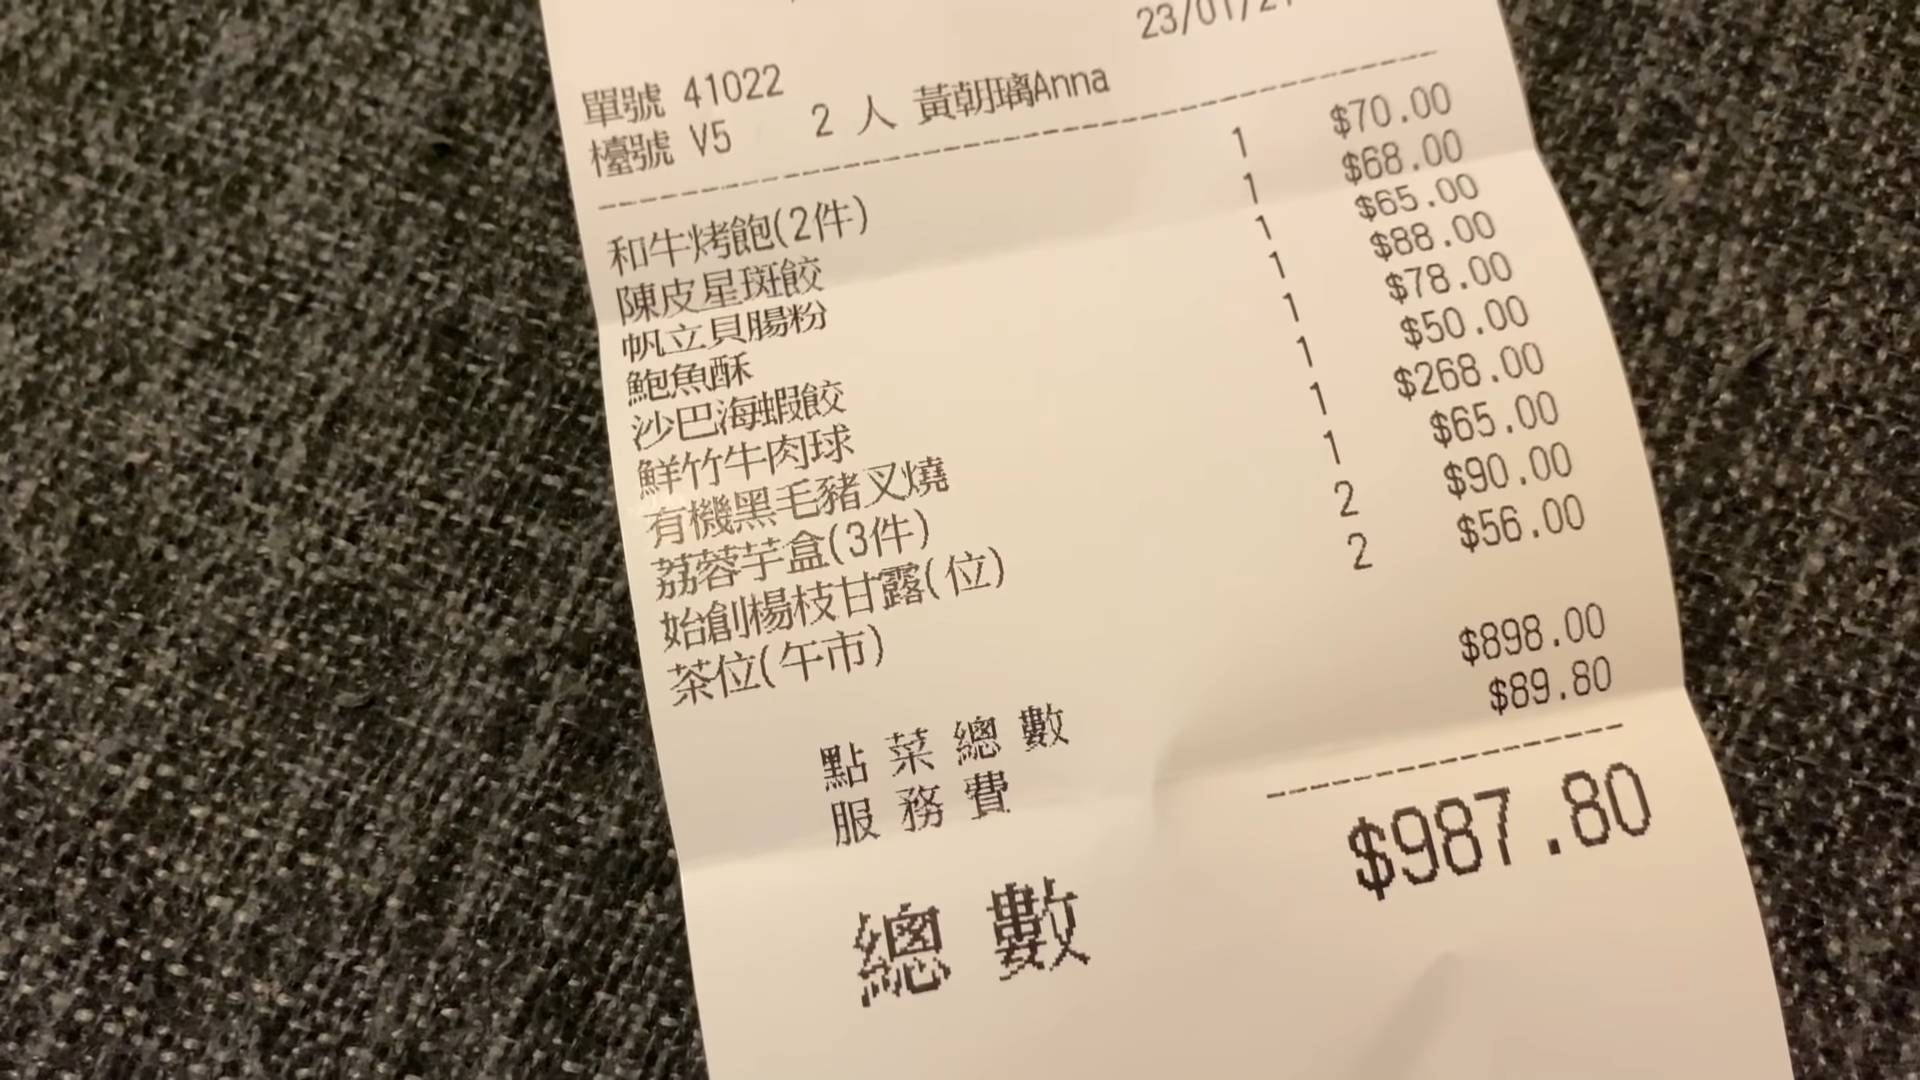 23/01/21
單號 41022
檯號 V5 2 人 黃朝璃Anna
和牛烤飽(2件) 1 $70.00
陳皮星斑餃 1 $68.00
帆立貝腸粉 1 $65.00
鮑魚酥 1 $88.00
沙巴海蝦餃 1 $78.00
鮮竹牛肉球 1 $50.00
有機黑毛豬叉燒 1 $268.00
荔蓉芋盒(3件) 1 $65.00
始創楊枝甘露(位) 2 $90.00
茶位(午市) 2 $56.00
點菜總數 $898.00
服務費 $89.80
總數 $987.80